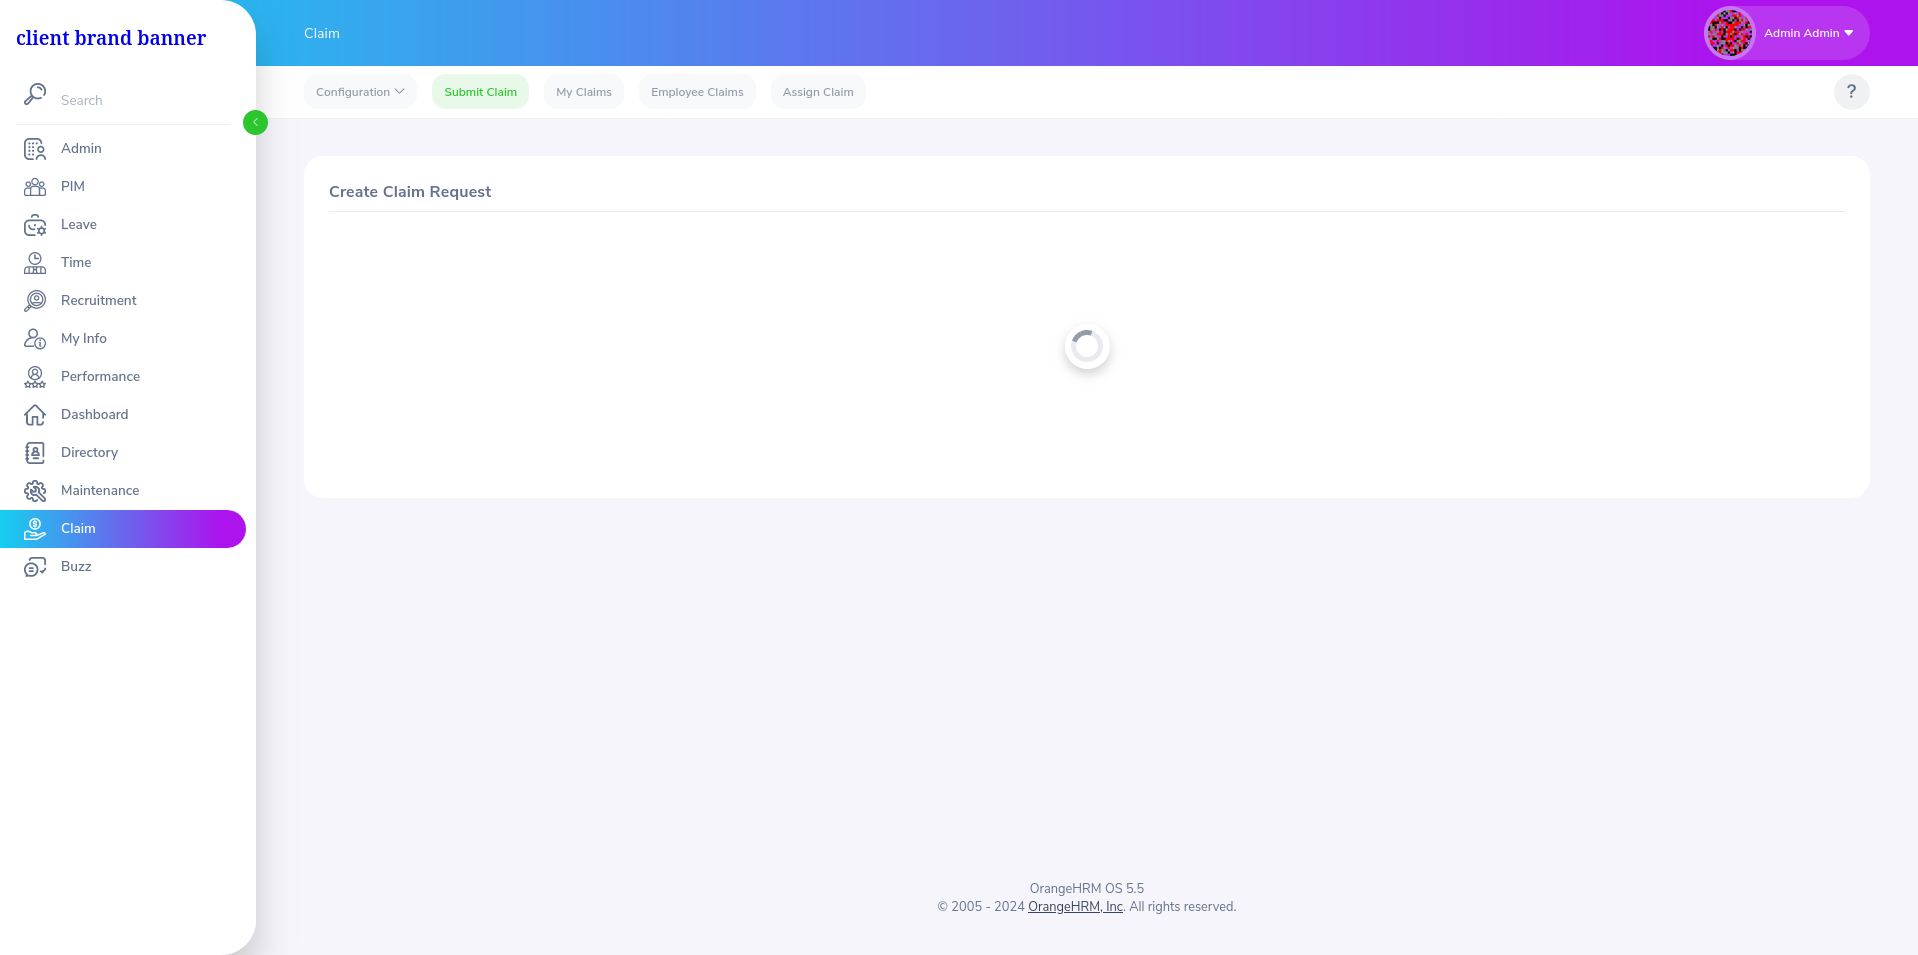 client brand banner
Search
Admin
PIM
Leave
Time
Recruitment
My Info
Performance
Dashboard
Directory
Maintenance
Claim
Buzz
Claim
Admin Admin
Configuration
Submit Claim
My Claims
Employee Claims
Assign Claim
?
Create Claim Request
OrangeHRM OS 5.5
© 2005 - 2024 OrangeHRM, Inc. All rights reserved.